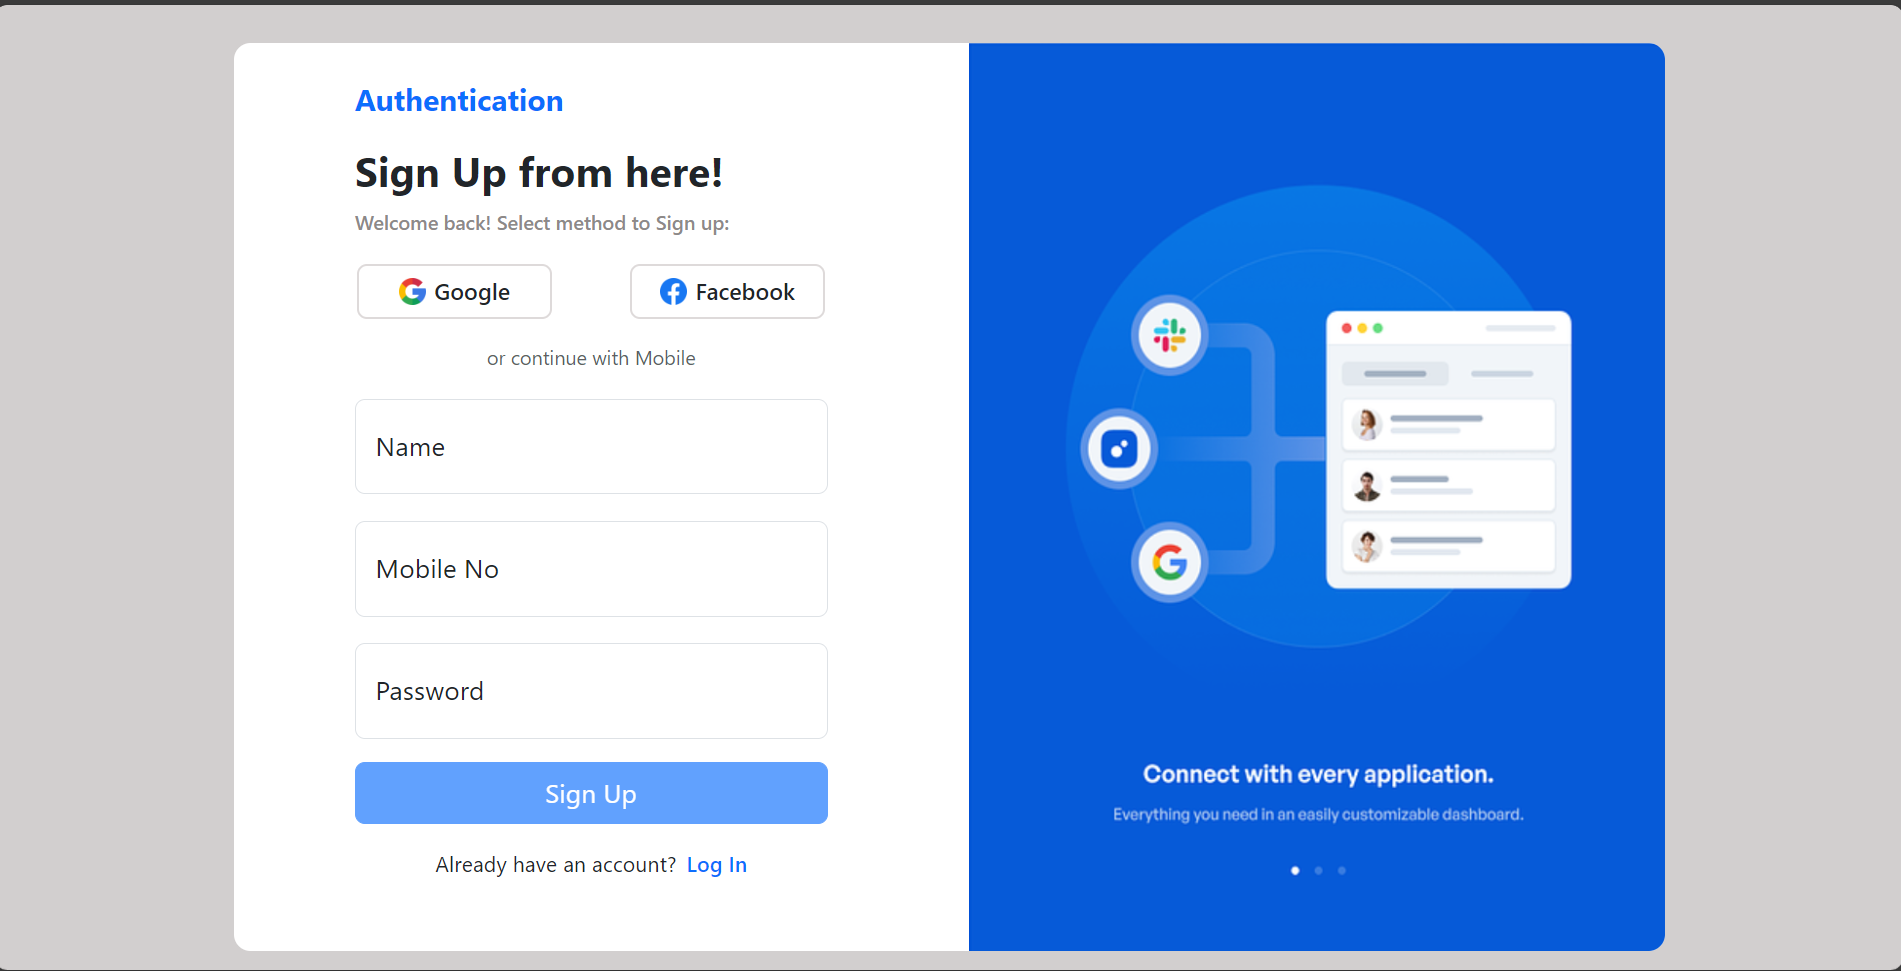 Authentication
Sign Up from here!
Welcome back! Select method to Sign up:
Google
Facebook
or continue with Mobile
Name
Mobile No
Password
Sign Up
Already have an account? Log In
Connect with every application.
Everything you need in an easily customizable dashboard.